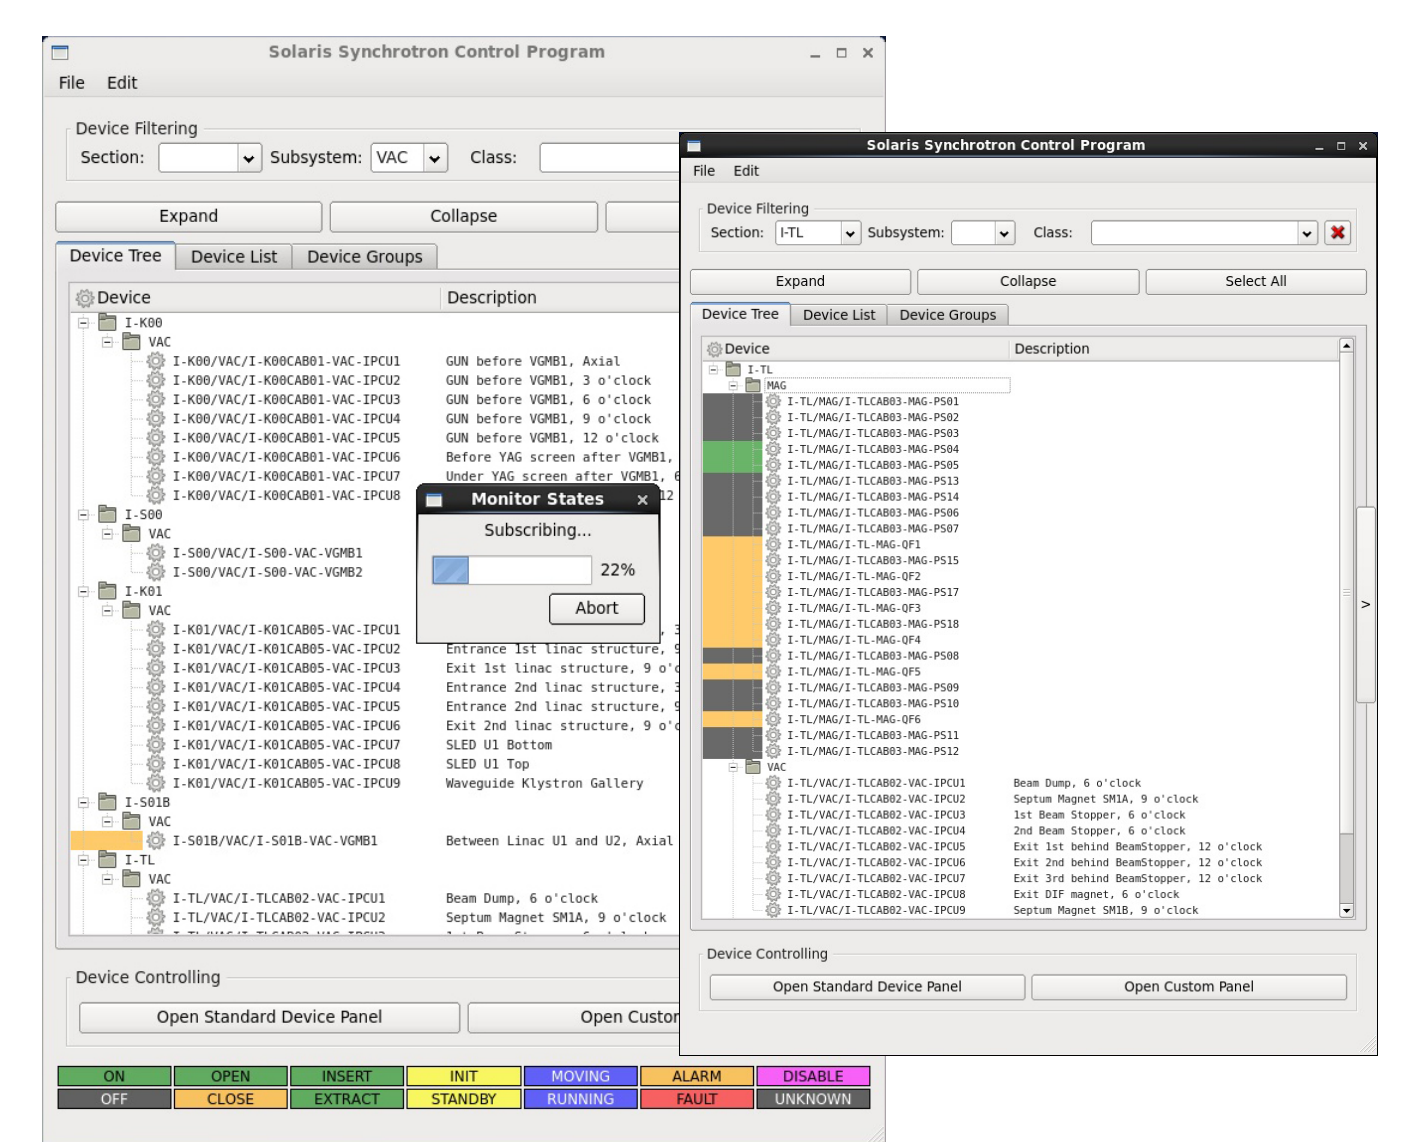 Solaris Synchrotron Control Program
File Edit
Device Filtering
Section: Subsystem: VAC Class:
Expand Collapse
Device Tree Device List Device Groups
Device Description
I-K00
VAC
I-K00/VAC/I-K00CAB01-VAC-IPCU1 GUN before VGMB1, Axial
I-K00/VAC/I-K00CAB01-VAC-IPCU2 GUN before VGMB1, 3 o'clock
I-K00/VAC/I-K00CAB01-VAC-IPCU3 GUN before VGMB1, 6 o'clock
I-K00/VAC/I-K00CAB01-VAC-IPCU4 GUN before VGMB1, 9 o'clock
I-K00/VAC/I-K00CAB01-VAC-IPCU5 GUN before VGMB1, 12 o'clock
I-K00/VAC/I-K00CAB01-VAC-IPCU6 Before YAG screen after VGMB1,
I-K00/VAC/I-K00CAB01-VAC-IPCU7 Under YAG screen after VGMB1, 6
I-K00/VAC/I-K00CAB01-VAC-IPCU8 12
I-S00
VAC
I-S00/VAC/I-S00-VAC-VGMB1
I-S00/VAC/I-S00-VAC-VGMB2
I-K01
VAC
I-K01/VAC/I-K01CAB05-VAC-IPCU1 , 3
I-K01/VAC/I-K01CAB05-VAC-IPCU2 Entrance 1st linac structure, 9
I-K01/VAC/I-K01CAB05-VAC-IPCU3 Exit 1st linac structure, 9 o'c
I-K01/VAC/I-K01CAB05-VAC-IPCU4 Entrance 2nd linac structure, 3
I-K01/VAC/I-K01CAB05-VAC-IPCU5 Entrance 2nd linac structure, 9
I-K01/VAC/I-K01CAB05-VAC-IPCU6 Exit 2nd linac structure, 9 o'c
I-K01/VAC/I-K01CAB05-VAC-IPCU7 SLED U1 Bottom
I-K01/VAC/I-K01CAB05-VAC-IPCU8 SLED U1 Top
I-K01/VAC/I-K01CAB05-VAC-IPCU9 Waveguide Klystron Gallery
I-S01B
VAC
I-S01B/VAC/I-S01B-VAC-VGMB1 Between Linac U1 and U2, Axial
I-TL
VAC
I-TL/VAC/I-TLCAB02-VAC-IPCU1 Beam Dump, 6 o'clock
I-TL/VAC/I-TLCAB02-VAC-IPCU2 Septum Magnet SM1A, 9 o'clock
Device Controlling
Open Standard Device Panel Open Custom
ON OPEN INSERT INIT MOVING ALARM DISABLE
OFF CLOSE EXTRACT STANDBY RUNNING FAULT UNKNOWN
Monitor States
Subscribing...
22%
Abort
Solaris Synchrotron Control Program
File Edit
Device Filtering
Section: I-TL Subsystem: Class:
Expand Collapse Select All
Device Tree Device List Device Groups
Device Description
I-TL
MAG
I-TL/MAG/I-TLCAB03-MAG-PS01
I-TL/MAG/I-TLCAB03-MAG-PS02
I-TL/MAG/I-TLCAB03-MAG-PS03
I-TL/MAG/I-TLCAB03-MAG-PS04
I-TL/MAG/I-TLCAB03-MAG-PS05
I-TL/MAG/I-TLCAB03-MAG-PS13
I-TL/MAG/I-TLCAB03-MAG-PS14
I-TL/MAG/I-TLCAB03-MAG-PS06
I-TL/MAG/I-TLCAB03-MAG-PS07
I-TL/MAG/I-TL-MAG-QF1
I-TL/MAG/I-TLCAB03-MAG-PS15
I-TL/MAG/I-TL-MAG-QF2
I-TL/MAG/I-TLCAB03-MAG-PS17
I-TL/MAG/I-TL-MAG-QF3
I-TL/MAG/I-TLCAB03-MAG-PS18
I-TL/MAG/I-TL-MAG-QF4
I-TL/MAG/I-TLCAB03-MAG-PS08
I-TL/MAG/I-TL-MAG-QF5
I-TL/MAG/I-TLCAB03-MAG-PS09
I-TL/MAG/I-TLCAB03-MAG-PS10
I-TL/MAG/I-TL-MAG-QF6
I-TL/MAG/I-TLCAB03-MAG-PS11
I-TL/MAG/I-TLCAB03-MAG-PS12
VAC
I-TL/VAC/I-TLCAB02-VAC-IPCU1 Beam Dump, 6 o'clock
I-TL/VAC/I-TLCAB02-VAC-IPCU2 Septum Magnet SM1A, 9 o'clock
I-TL/VAC/I-TLCAB02-VAC-IPCU3 1st Beam Stopper, 6 o'clock
I-TL/VAC/I-TLCAB02-VAC-IPCU4 2nd Beam Stopper, 6 o'clock
I-TL/VAC/I-TLCAB02-VAC-IPCU5 Exit 1st behind BeamStopper, 12 o'clock
I-TL/VAC/I-TLCAB02-VAC-IPCU6 Exit 2nd behind BeamStopper, 12 o'clock
I-TL/VAC/I-TLCAB02-VAC-IPCU7 Exit 3rd behind BeamStopper, 12 o'clock
I-TL/VAC/I-TLCAB02-VAC-IPCU8 Exit DIF magnet, 6 o'clock
I-TL/VAC/I-TLCAB02-VAC-IPCU9 Septum Magnet SM1B, 9 o'clock
>
Device Controlling
Open Standard Device Panel Open Custom Panel